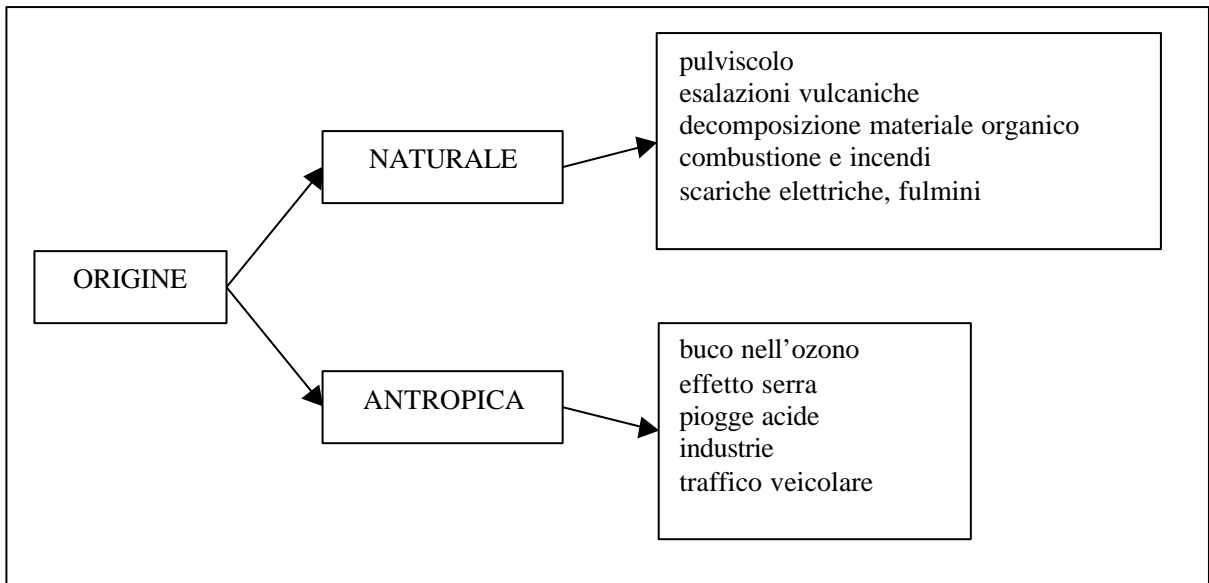 ORIGINE
NATURALE
pulviscolo
esalazioni vulcaniche
decomposizione materiale organico
combustione e incendi
scariche elettriche, fulmini
ANTROPICA
buco nell’ozono
effetto serra
piogge acide
industrie
traffico veicolare